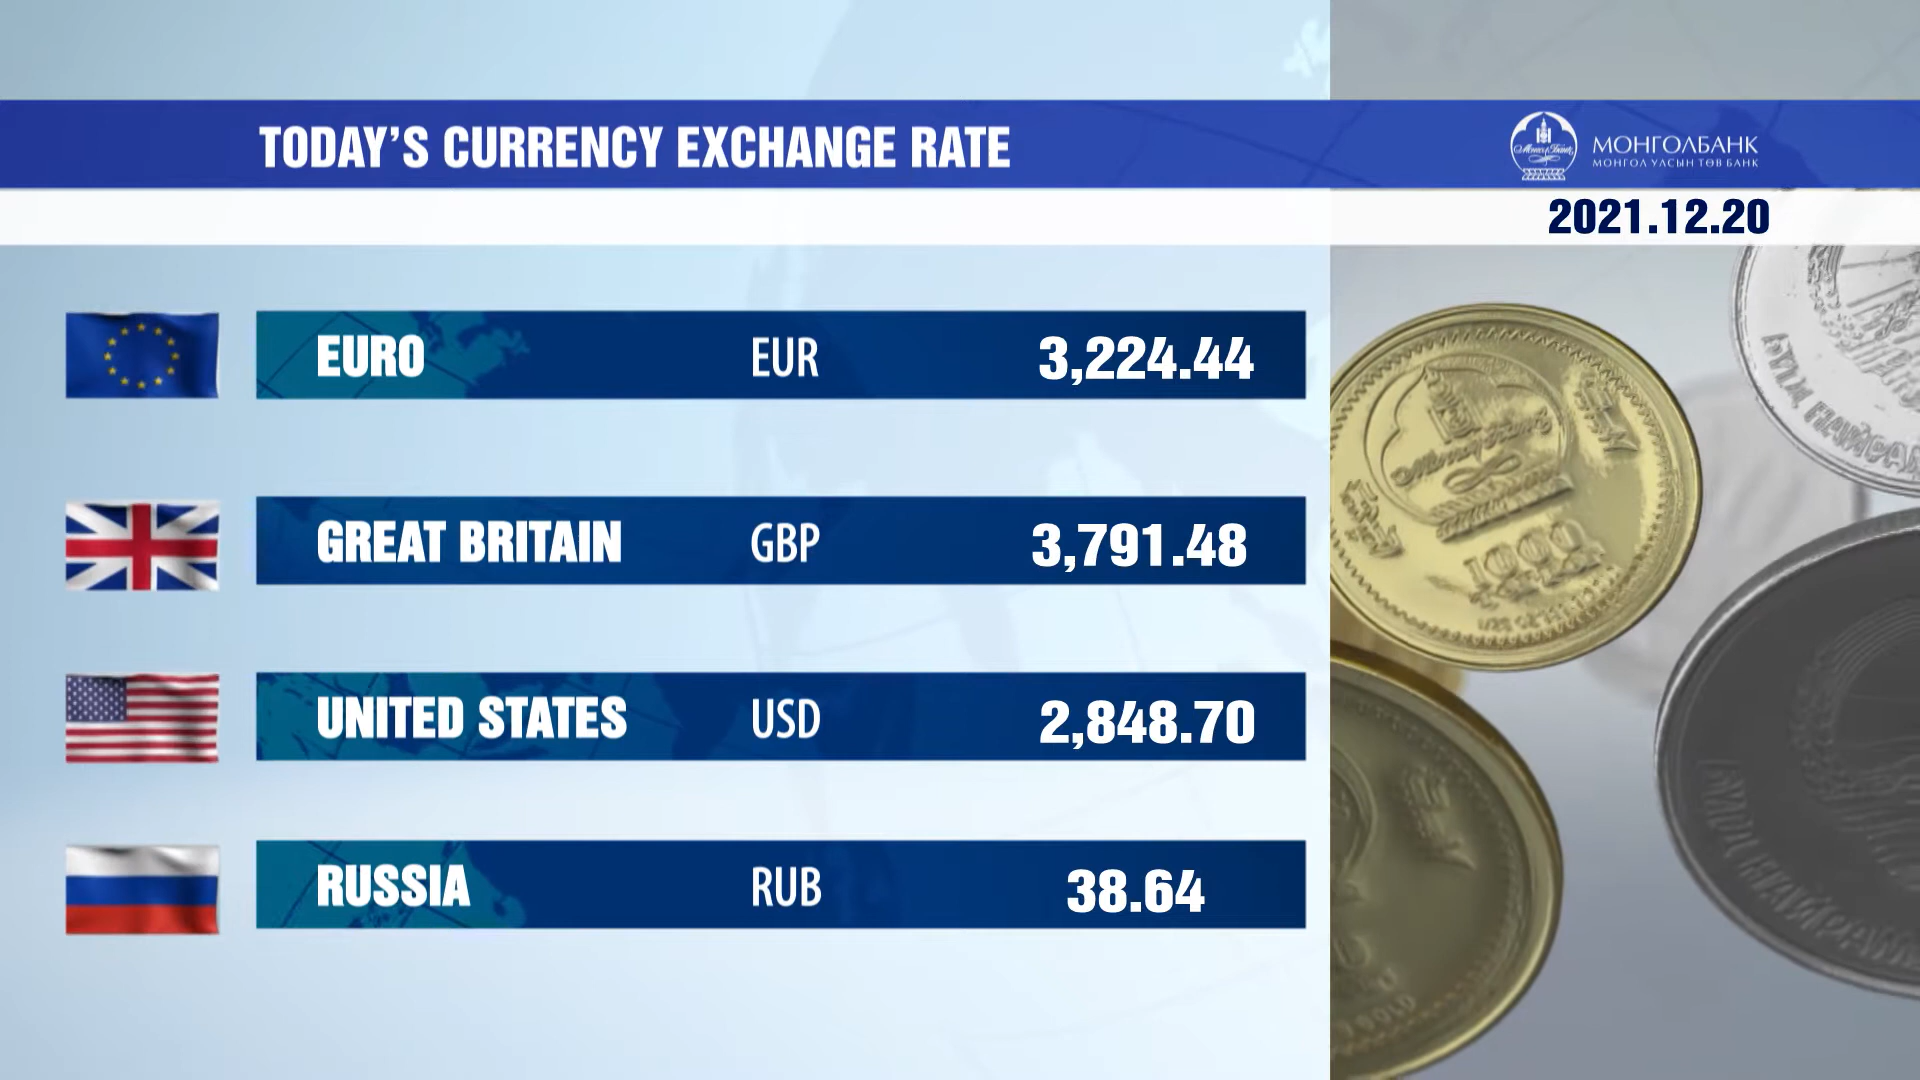 TODAY'S CURRENCY EXCHANGE RATE
МОНГОЛБАНК
МОНГОЛ УЛСЫН ТӨВ БАНК
2021.12.20
EURO EUR 3,224.44
GREAT BRITAIN GBP 3,791.48
UNITED STATES USD 2,848.70
RUSSIA RUB 38.64
1000